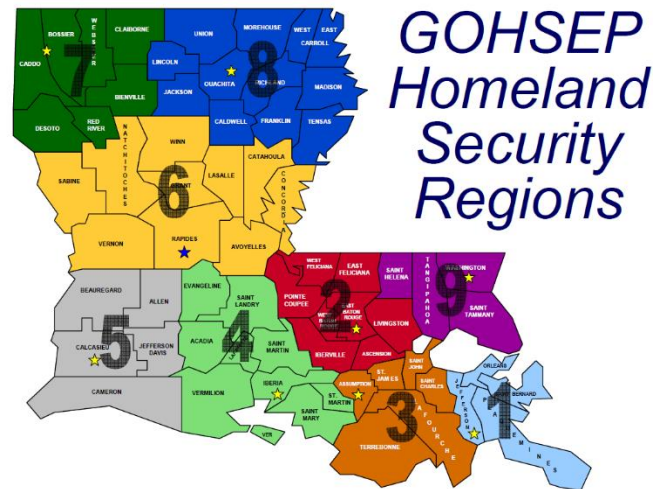 GOHSEP
Homeland
Security
Regions
7
CADDO
BOSSIER
WEBSTER
CLAIBORNE
BIENVILLE
DESOTO
RED
RIVER
8
UNION
MOREHOUSE
WEST
CARROLL
EAST
LINCOLN
OUACHITA
RICHLAND
MADISON
JACKSON
CALDWELL
FRANKLIN
TENSAS
6
NATCHITOCHES
WINN
SABINE
GRANT
LASALLE
CATAHOULA
CONCORDIA
VERNON
RAPIDES
AVOYELLES
5
BEAUREGARD
ALLEN
CALCASIEU
JEFFERSON
DAVIS
CAMERON
4
EVANGELINE
SAINT
LANDRY
ACADIA
SAINT
MARTIN
VERMILION
IBERIA
ST.
MARTIN
SAINT
MARY
VER
2
WEST
FELICIANA
EAST
FELICIANA
POINTE
COUPEE
WEST
BATON
ROUGE
EAST
BATON
ROUGE
LIVINGSTON
IBERVILLE
ASCENSION
9
SAINT
HELENA
TANGIPAHOA
WASHINGTON
SAINT
TAMMANY
3
ASSUMPTION
ST.
JAMES
SAINT
JOHN
SAINT
CHARLES
LAFOURCHE
TERREBONNE
1
ORLEANS
JEFFERSON
BERNARD
PLAQUEMINES